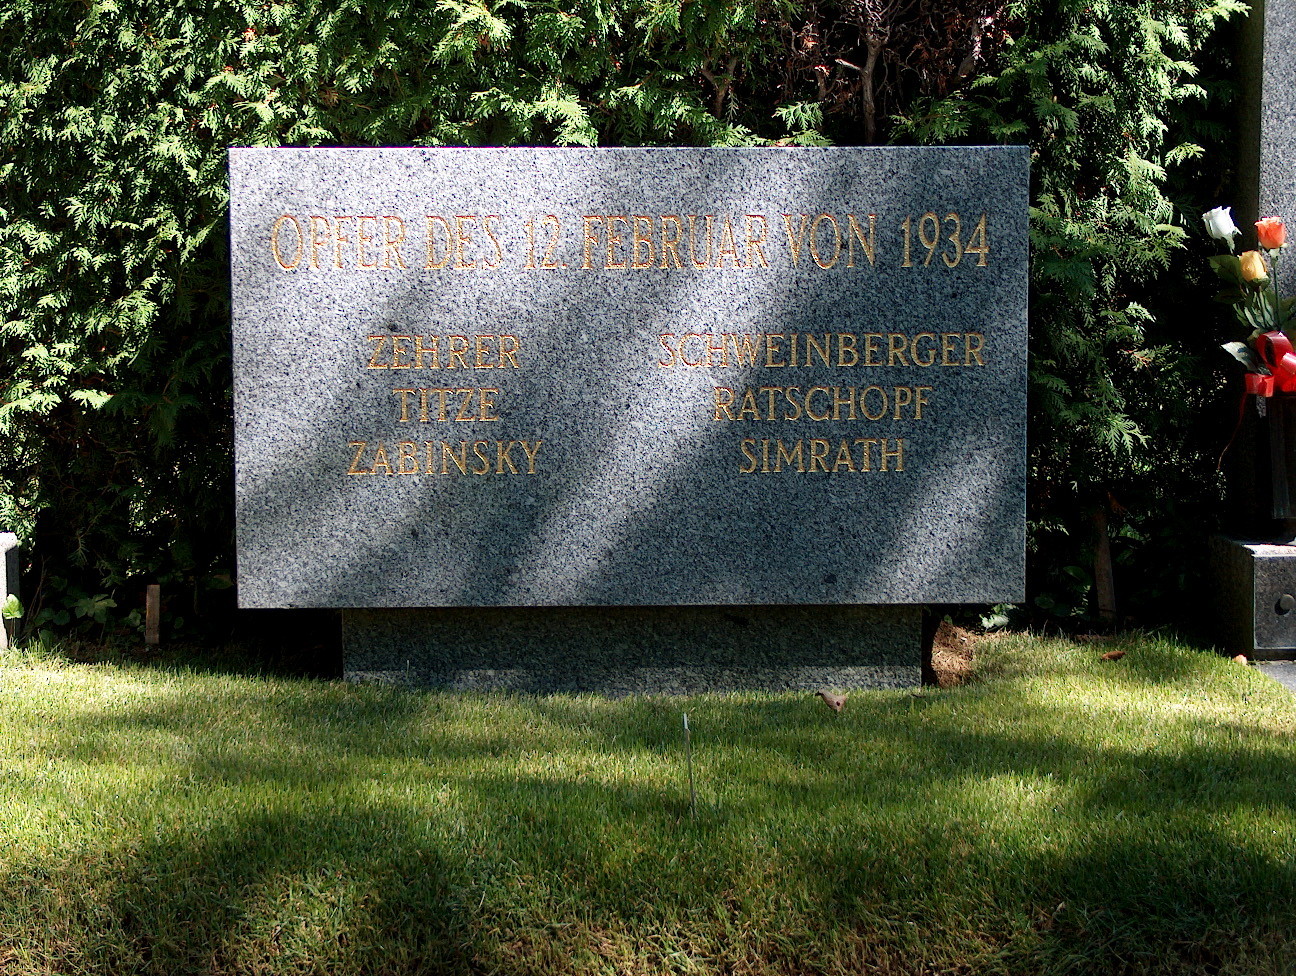 OPFER DES 12. FEBRUAR VON 1934
ZEHRER
TITZE
ZABINSKY
SCHWEINBERGER
RATSCHOPF
SIMRATH